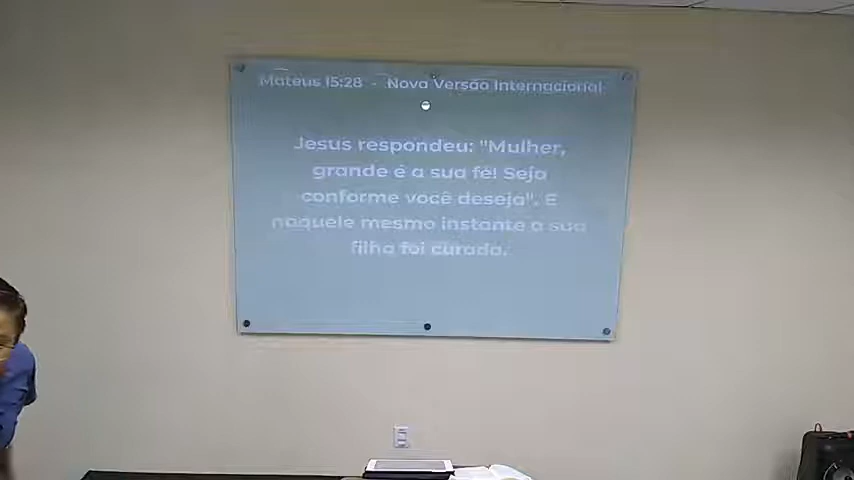 Mateus 15:28 - Nova Versão Internacional
Jesus respondeu: "Mulher,
grande é a sua fé! Seja
conforme você deseja". E
naquele mesmo instante a sua
filha foi curada.